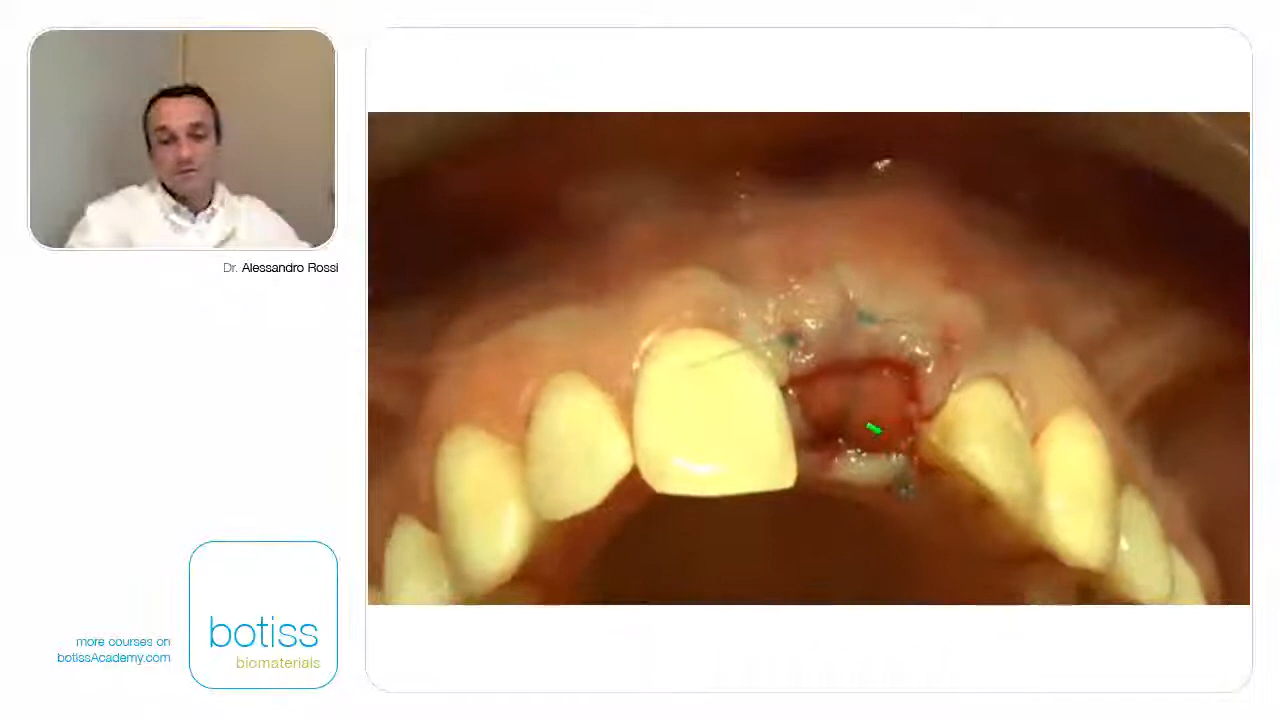 Dr. Alessandro Rossi
more courses on
botissAcademy.com
botiss
biomaterials